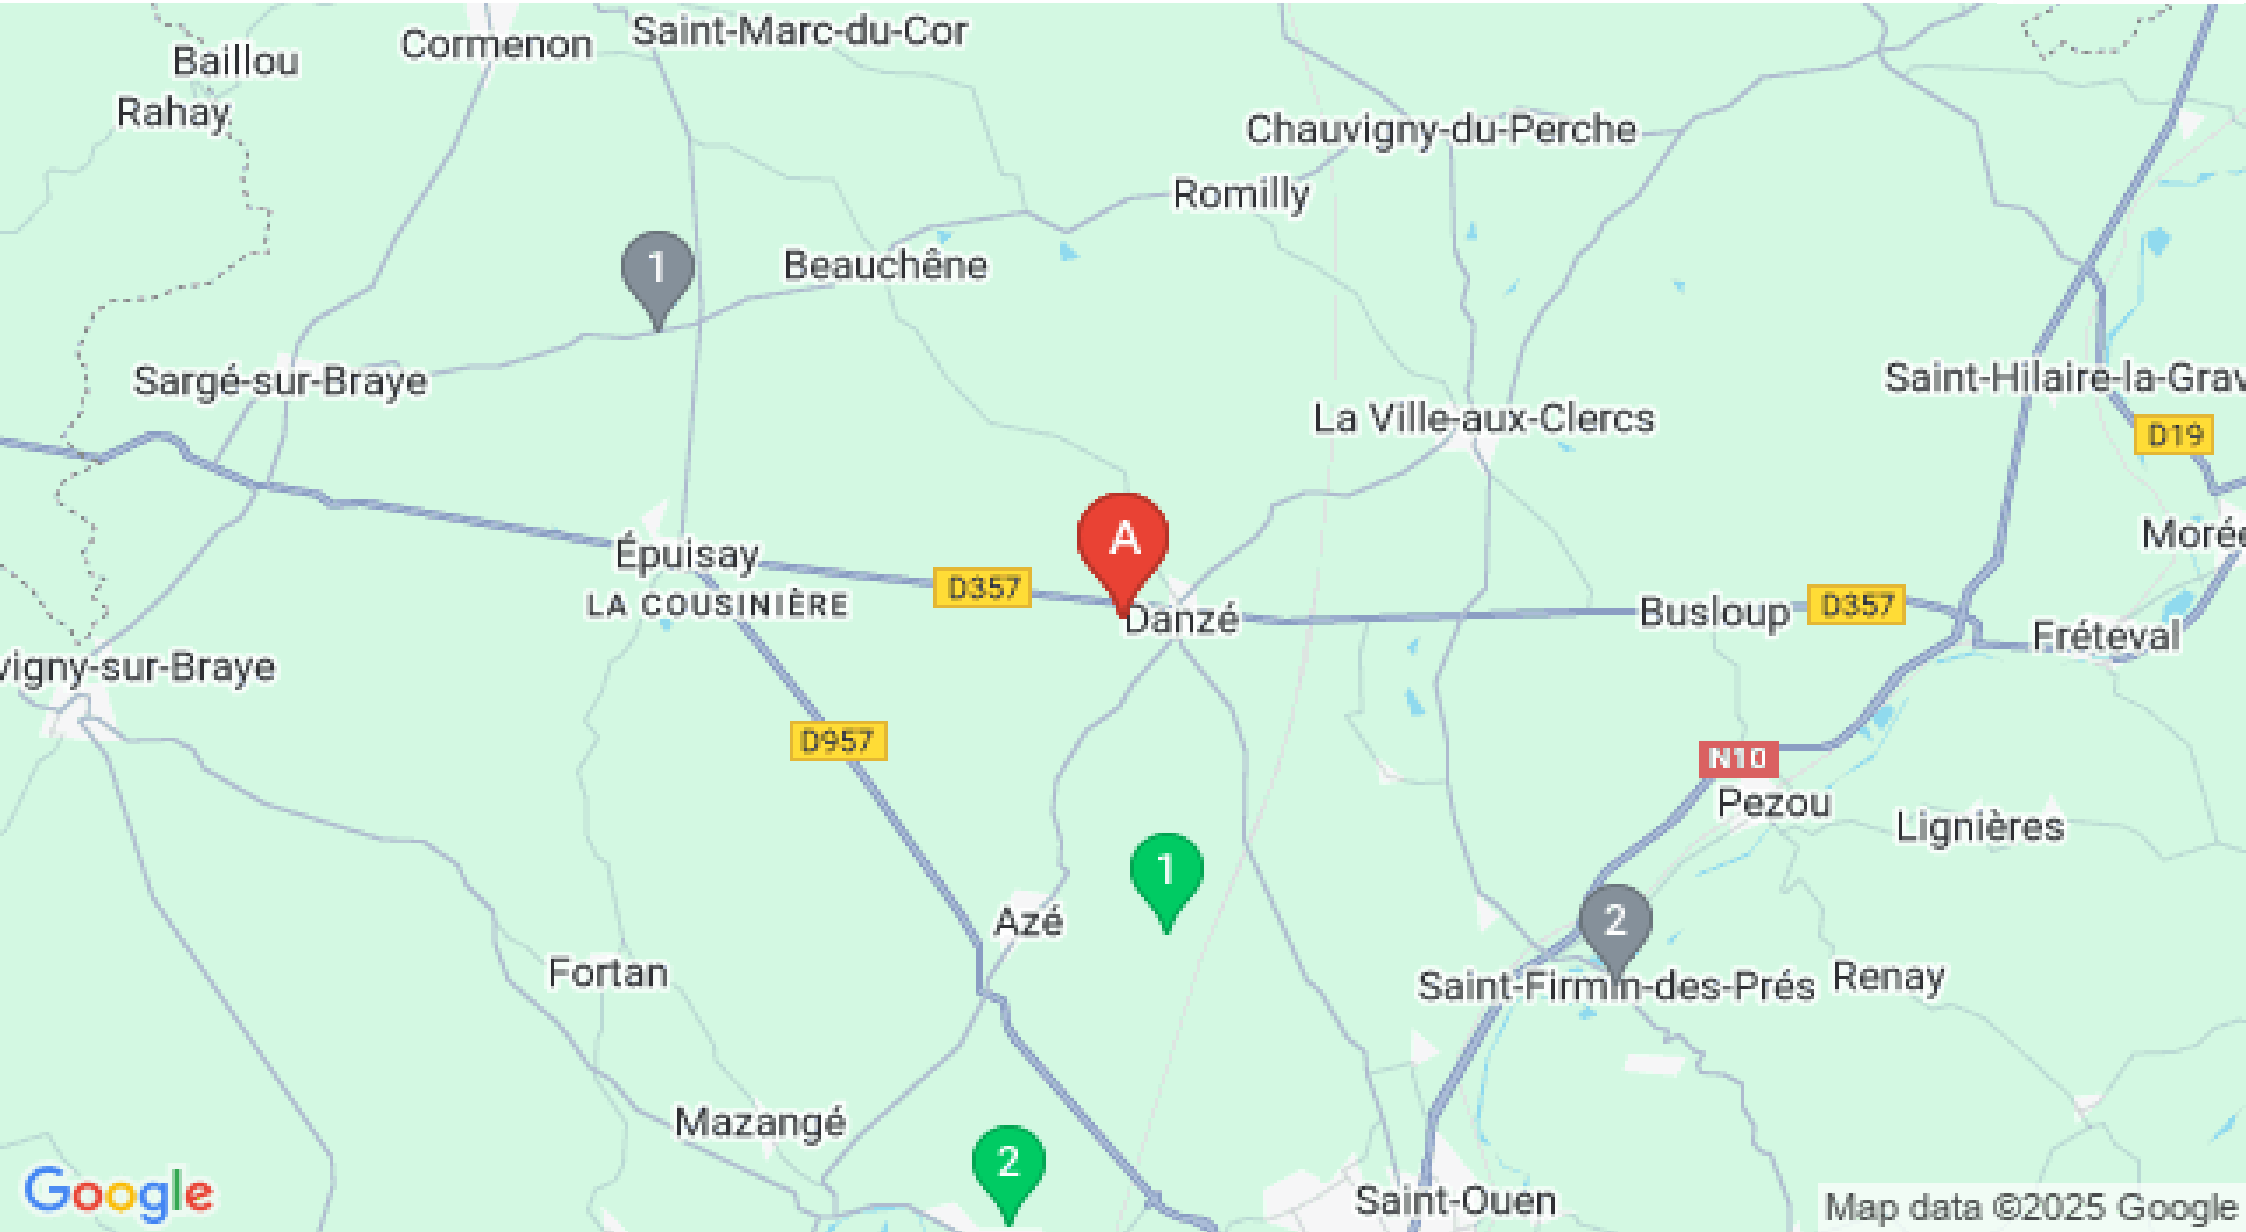 Saint-Marc-du-Cor
Cormenon
Baillou
Rahay
Chauvigny-du-Perche
Romilly
1
Beauchêne
Sargé-sur-Braye
Saint-Hilaire-la-Grav
La Ville-aux-Clercs
D19
A
Morée
Épuisay
D357
LA COUSINIÈRE
Danzé
Busloup
D357
Fréteval
vigny-sur-Braye
D957
N10
Pezou
Lignières
1
2
Azé
Fortan
Saint-Firmin-des-Prés
Renay
Mazangé
2
Google
Saint-Ouen
Map data ©2025 Google